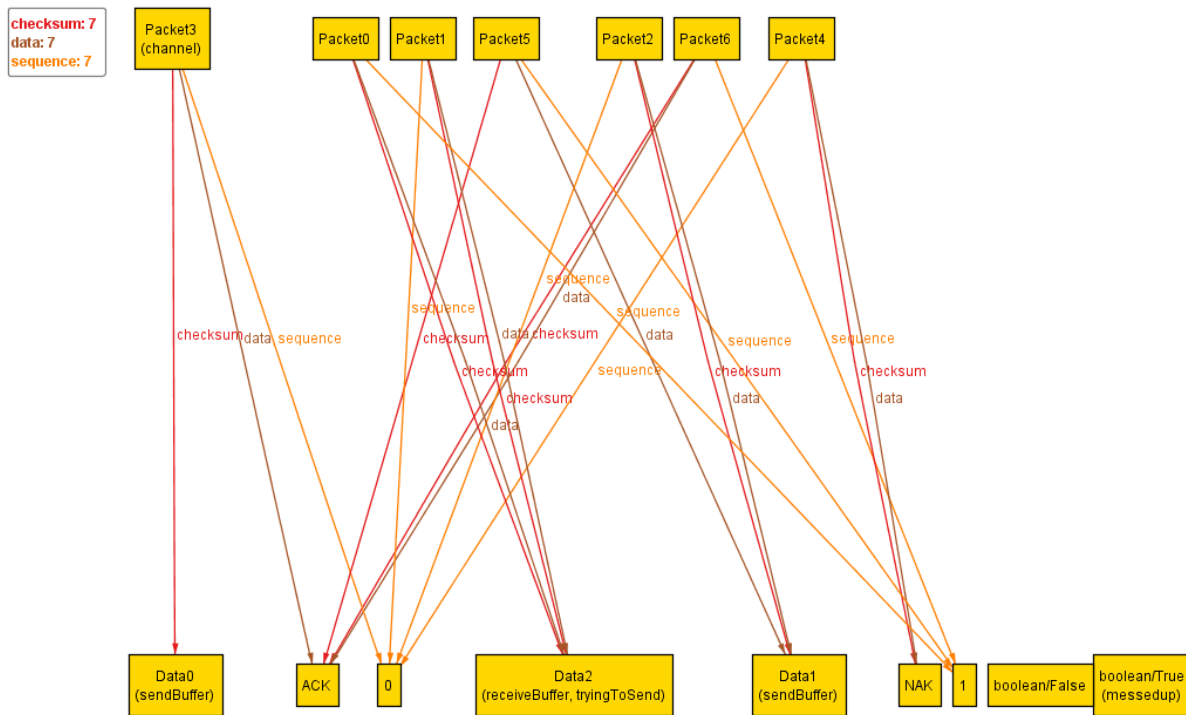 checksum: 7
data: 7
sequence: 7
Packet3
(channel)
Packet0
Packet1
Packet5
Packet2
Packet6
Packet4
sequence
data
sequence
sequence
checksum
data
sequence
data
checksum
checksum
data
sequence
sequence
checksum
sequence
checksum
checksum
checksum
data
data
data
Data0
(sendBuffer)
ACK
0
Data2
(receiveBuffer, tryingToSend)
Data1
(sendBuffer)
NAK
1
boolean/False
boolean/True
(messedup)